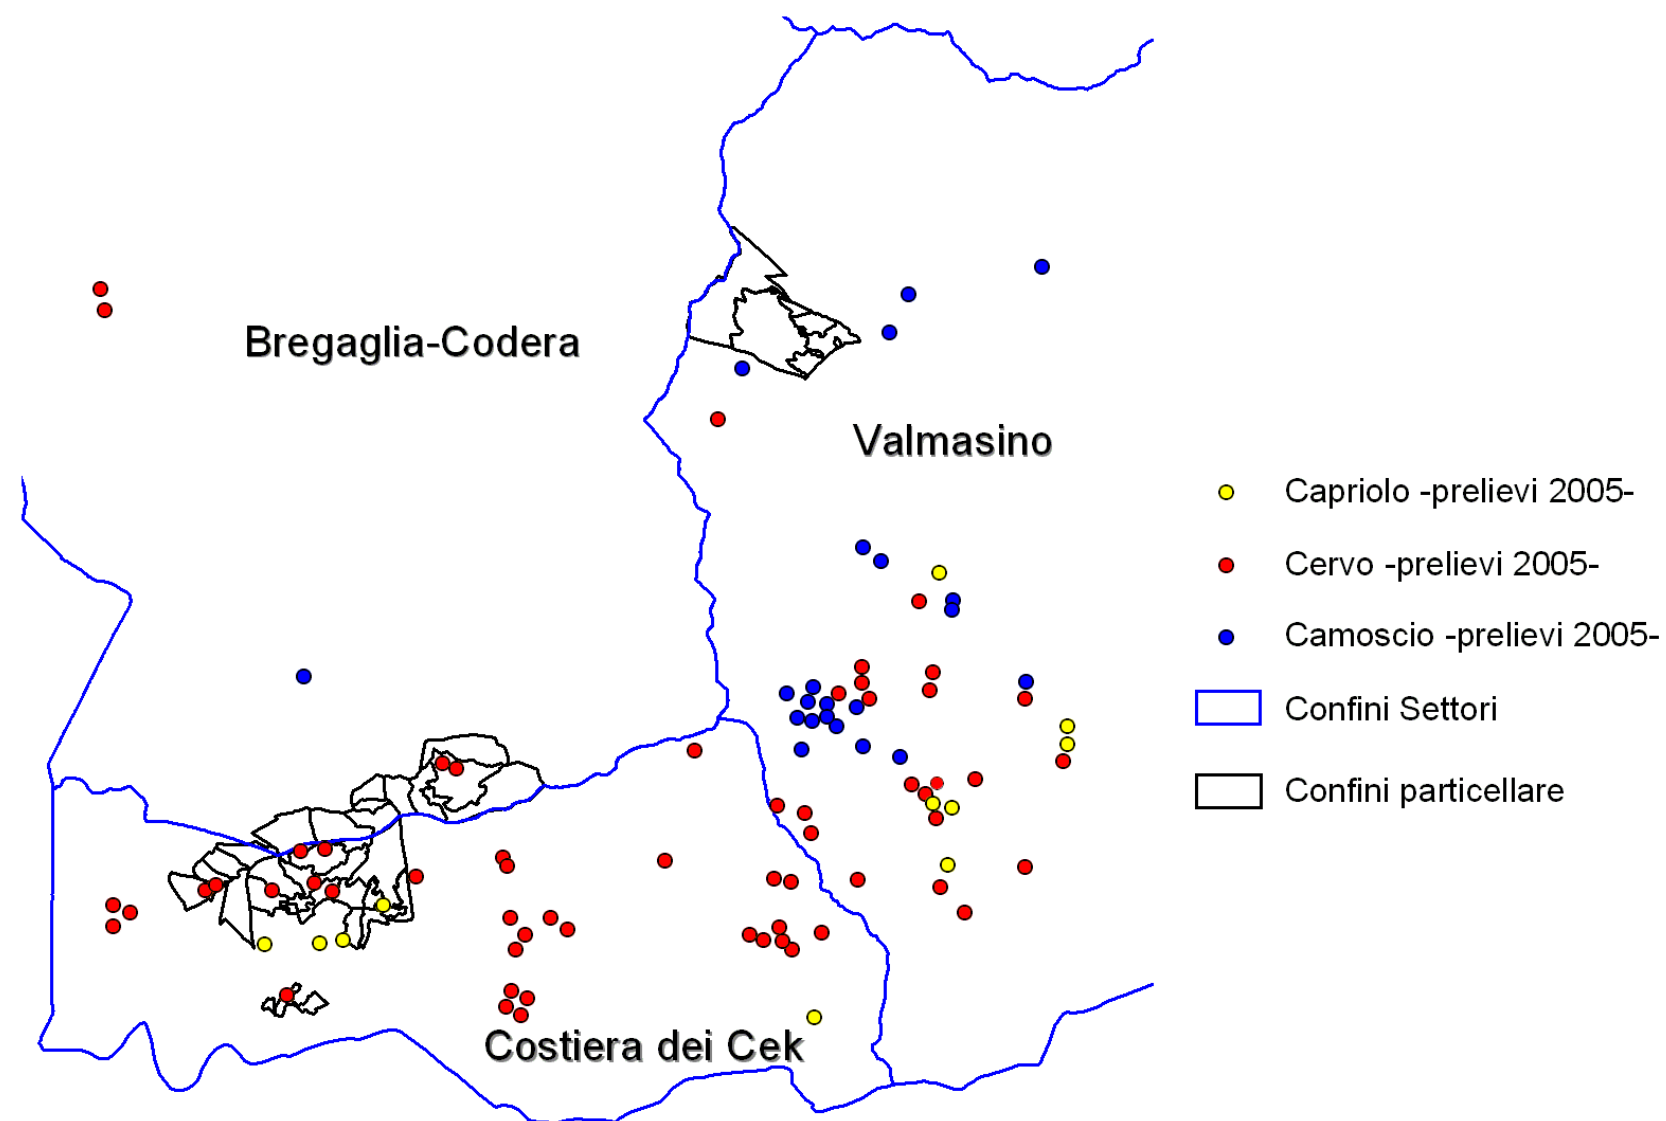 Bregaglia-Codera
Valmasino
Capriolo -prelievi 2005-
Cervo -prelievi 2005-
Camoscio -prelievi 2005-
Confini Settori
Confini particellare
Costiera dei Cek